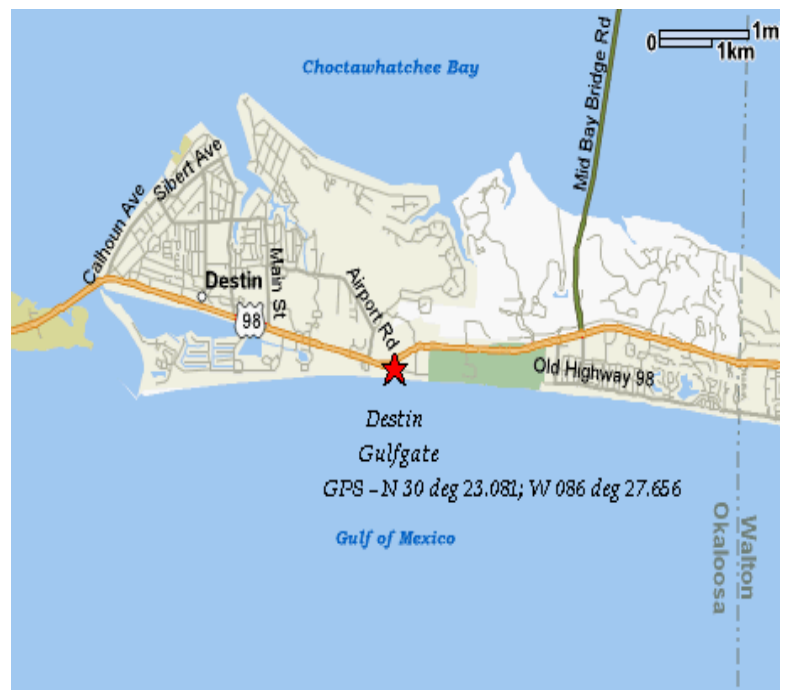 Choctawhatchee Bay
Mid Bay Bridge Rd
0
1m
1km
Sibert Ave
Calhoun Ave
Destin
Main St
98
Airport Rd
Old Highway 98
Destin
Gulfgate
GPS – N 30 deg 23.081; W 086 deg 27.656
Gulf of Mexico
Okaloosa
Walton